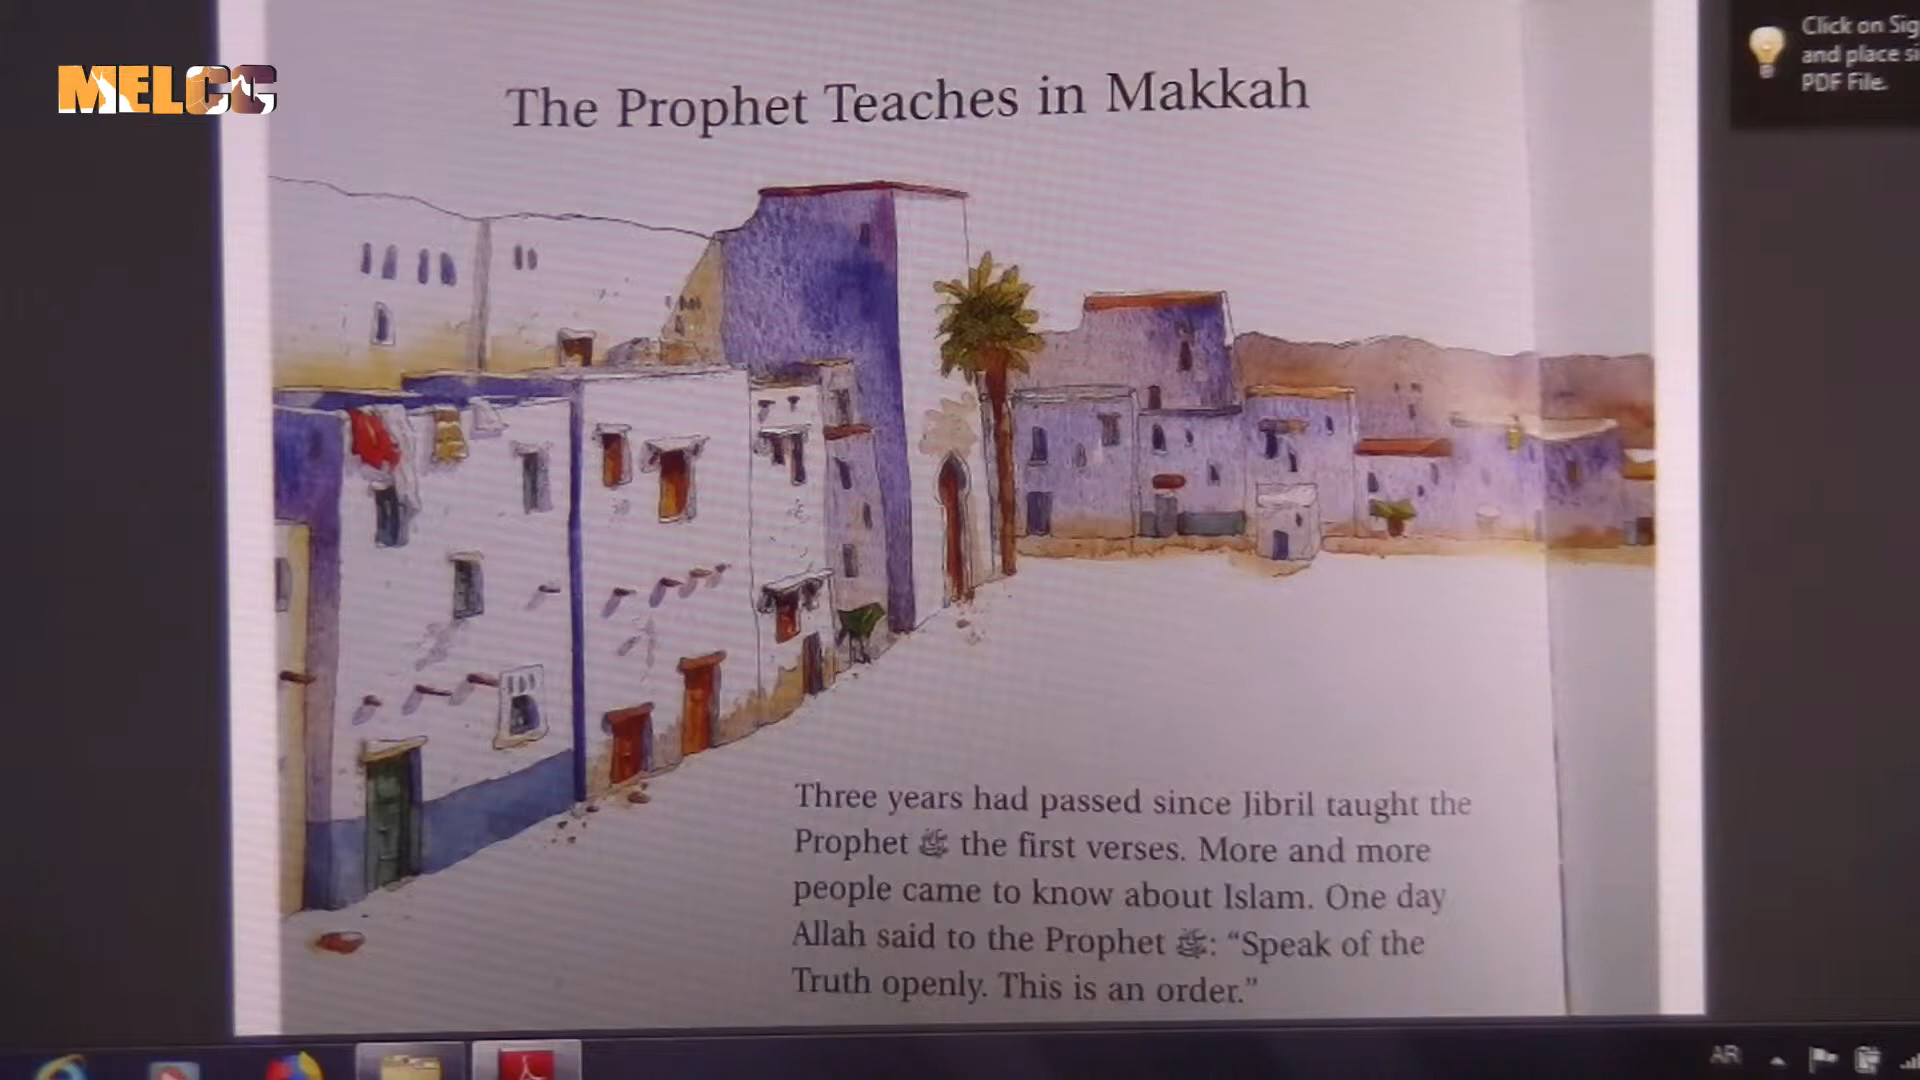 MELCC
Click on Sig
and place si
PDF File.
The Prophet Teaches in Makkah
Three years had passed since Jibril taught the
Prophet ﷺ the first verses. More and more
people came to know about Islam. One day
Allah said to the Prophet ﷺ: “Speak of the
Truth openly. This is an order.”
AR